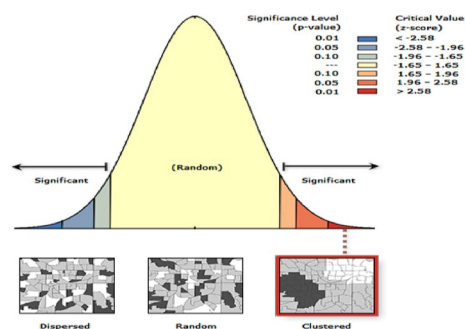 Significance Level (p-value) Critical Value (z-score)
0.01 < -2.58
0.05 -2.58 – -1.96
0.10 -1.96 – -1.65
--- -1.65 – 1.65
0.10 1.65 – 1.96
0.05 1.96 – 2.58
0.01 > 2.58
(Random)
Significant Significant
Dispersed Random Clustered